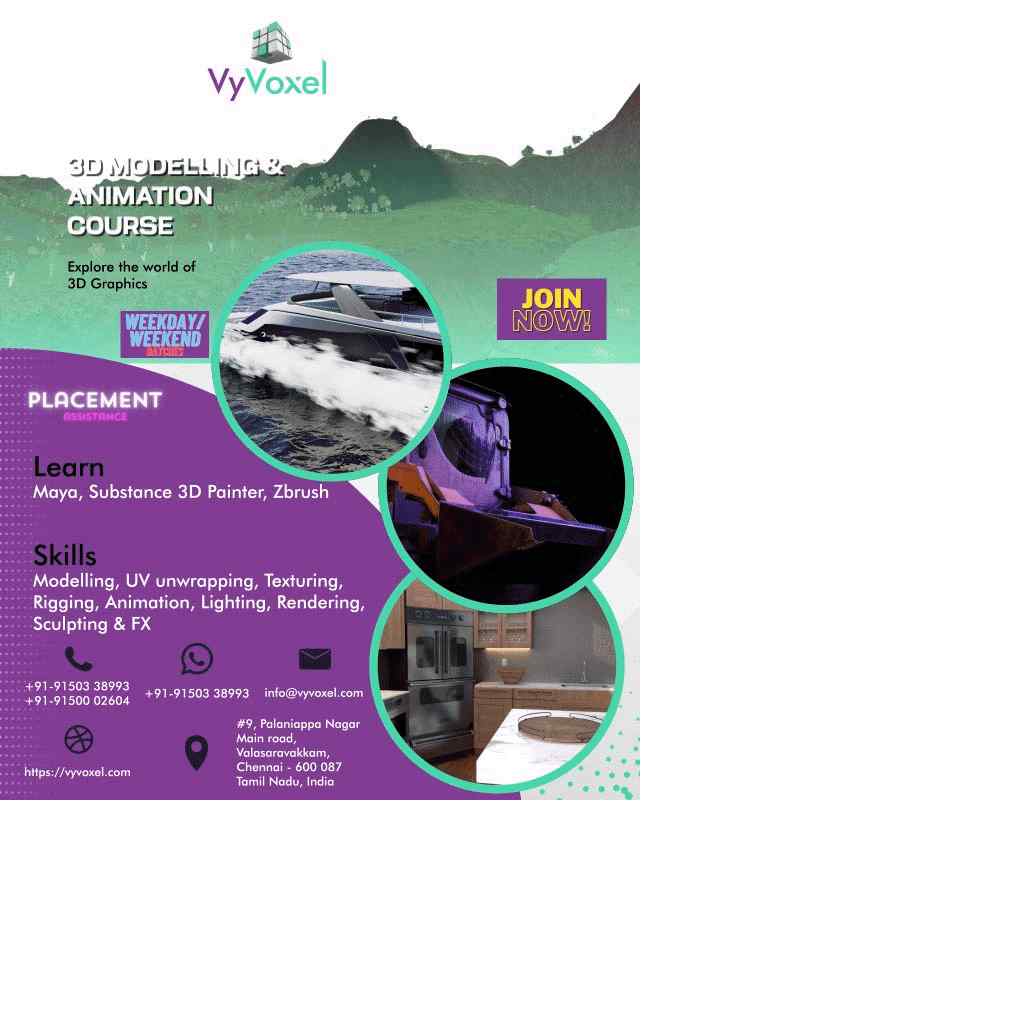 VyVoxel
3D MODELLING &
ANIMATION
COURSE
Explore the world of
3D Graphics
JOIN
NOW!
WEEKDAY/
WEEKEND
BATCHES
PLACEMENT
ASSISTANCE
Learn
Maya, Substance 3D Painter, Zbrush
Skills
Modelling, UV unwrapping, Texturing,
Rigging, Animation, Lighting, Rendering,
Sculpting & FX
+91-91503 38993
+91-91500 02604
+91-91503 38993
info@vyvoxel.com
https://vyvoxel.com
#9, Palaniappa Nagar
Main road,
Valasaravakkam,
Chennai - 600 087
Tamil Nadu, India